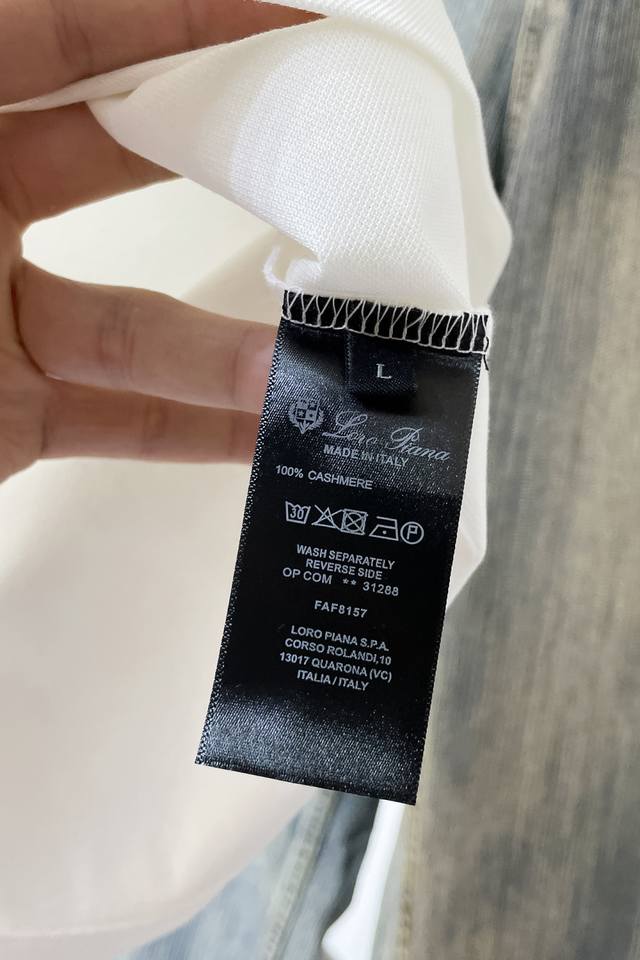 L
Loro Piana
MADE IN ITALY
100% CASHMERE
30 P
WASH SEPARATELY
REVERSE SIDE
OP COM ** 31288
FAF8157
LORO PIANA S.P.A.
CORSO ROLANDI,10
13017 QUARONA (VC)
ITALIA / ITALY